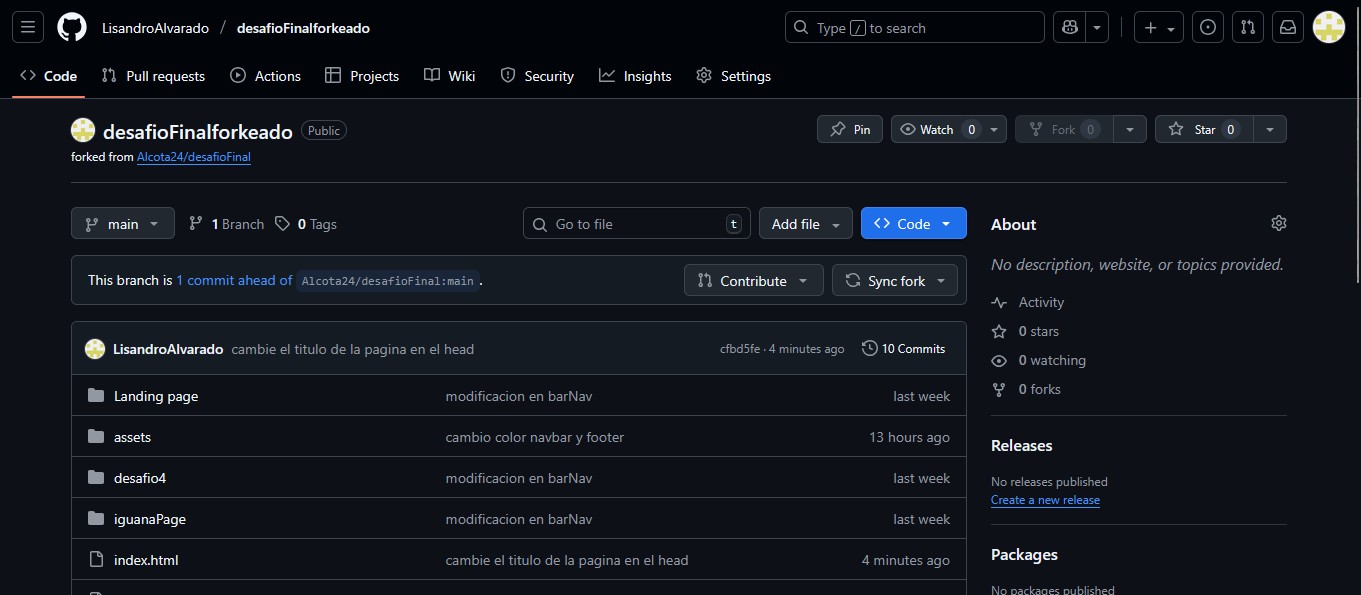 LisandroAlvarado / desafioFinalforkeado
Type / to search
Code Pull requests Actions Projects Wiki Security Insights Settings
desafioFinalforkeado Public
Pin Watch 0 Fork 0 Star 0
forked from Alcota24/desafioFinal
main 1 Branch 0 Tags Go to file t Add file Code
This branch is 1 commit ahead of Alcota24/desafioFinal:main .
Contribute Sync fork
LisandroAlvarado cambie el titulo de la pagina en el head cfbd5fe · 4 minutes ago 10 Commits
Landing page modificacion en barNav last week
assets cambio color navbar y footer 13 hours ago
desafio4 modificacion en barNav last week
iguanaPage modificacion en barNav last week
index.html cambie el titulo de la pagina en el head 4 minutes ago
About
No description, website, or topics provided.
Activity
0 stars
0 watching
0 forks
Releases
No releases published
Create a new release
Packages
No packages published